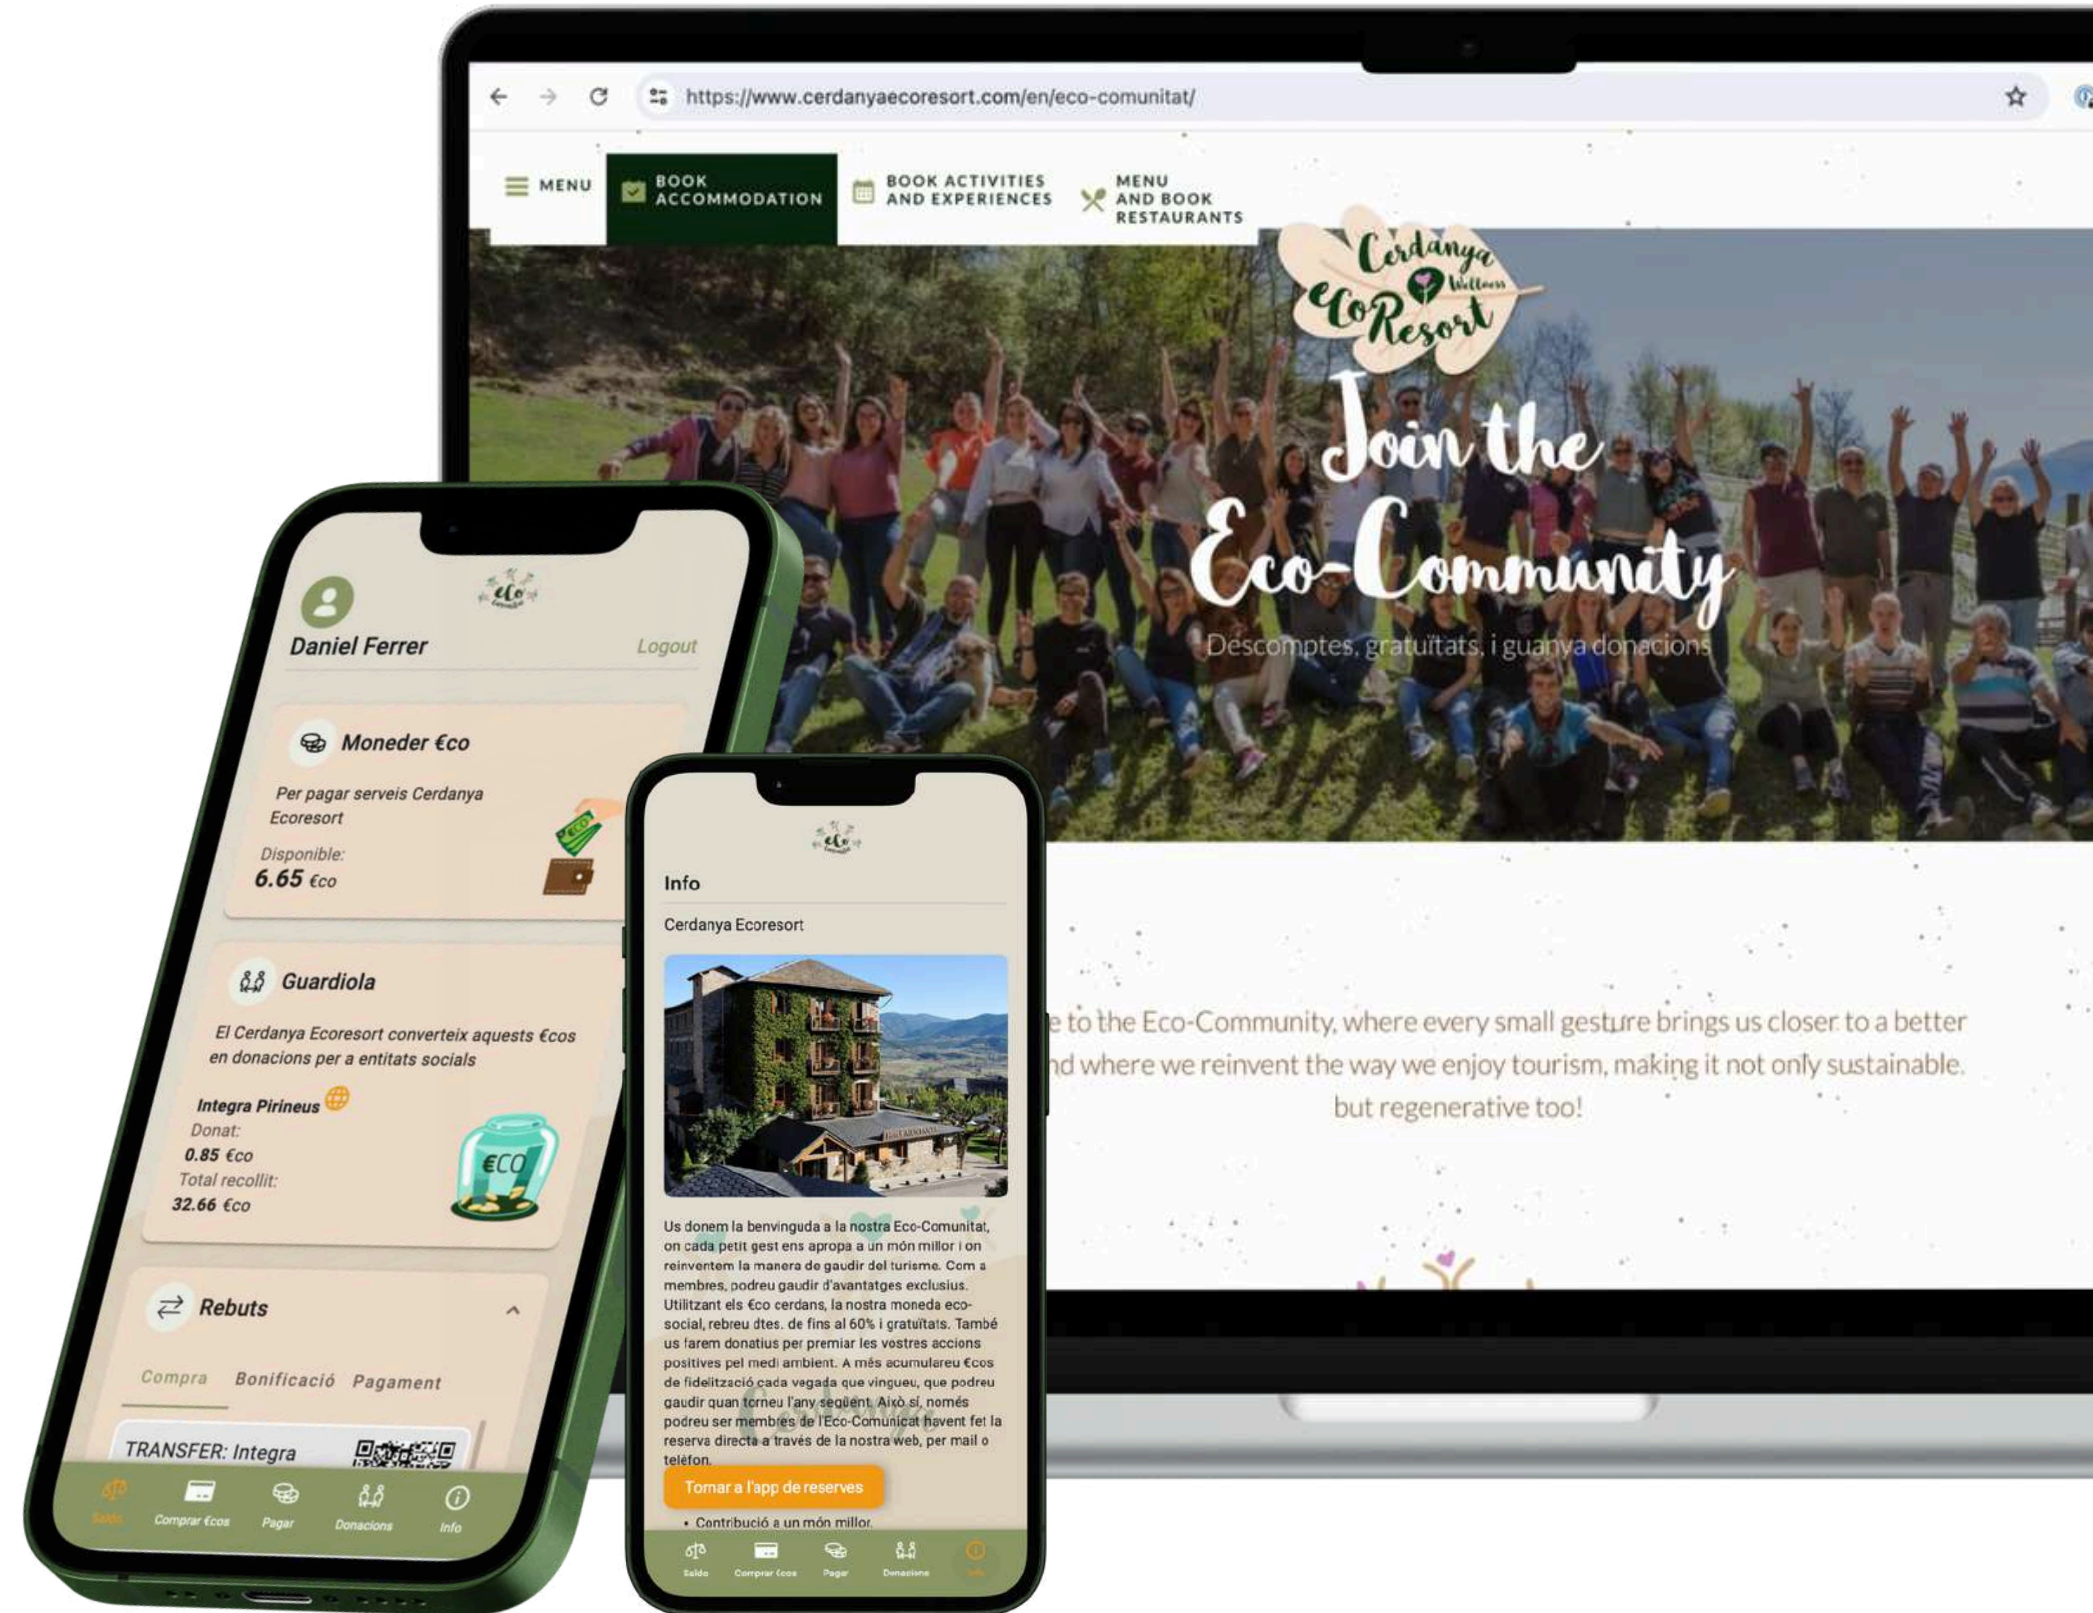 https://www.cerdanyaecoresort.com/en/eco-comunitat/
MENU
BOOK
ACCOMMODATION
BOOK ACTIVITIES
AND EXPERIENCES
MENU
AND BOOK
RESTAURANTS
Cerdanya
Wellness
ecoResort
Join the
Eco-Community
Descomptes, gratuïtats, i guanya donacions
e to the Eco-Community, where every small gesture brings us closer to a better
nd where we reinvent the way we enjoy tourism, making it not only sustainable.
but regenerative too!
eco
Daniel Ferrer
Logout
Moneder €co
Per pagar serveis Cerdanya
Ecoresort
Disponible:
6.65 €co
ECO
Guardiola
El Cerdanya Ecoresort converteix aquests €cos
en donacions per a entitats socials
Integra Pirineus
Donat:
0.85 €co
Total recollit:
32.66 €co
€CO
Rebuts
Compra Bonificació Pagament
TRANSFER: Integra
Saldo Comprar €cos Pagar Donacions Info
eco
Info
Cerdanya Ecoresort
Us donem la benvinguda a la nostra Eco-Comunitat,
on cada petit gest ens apropa a un món millor i on
reinventem la manera de gaudir del turisme. Com a
membres, podreu gaudir d'avantatges exclusius.
Utilitzant els €co cerdans, la nostra moneda eco-
social, rebreu dtes. de fins al 60% i gratuïtats. També
us farem donatius per premiar les vostres accions
positives pel medi ambient. A més acumulareu €cos
de fidelització cada vegada que vingueu, que podreu
gaudir quan torneu l'any següent. Això sí, només
podreu ser membres de l'Eco-Comunicat havent fet la
reserva directa a través de la nostra web, per mail o
telèfon.
Cerdanya
Tornar a l'app de reserves
• Contribució a un món millor.
Saldo Comprar €cos Pagar Donacions Info